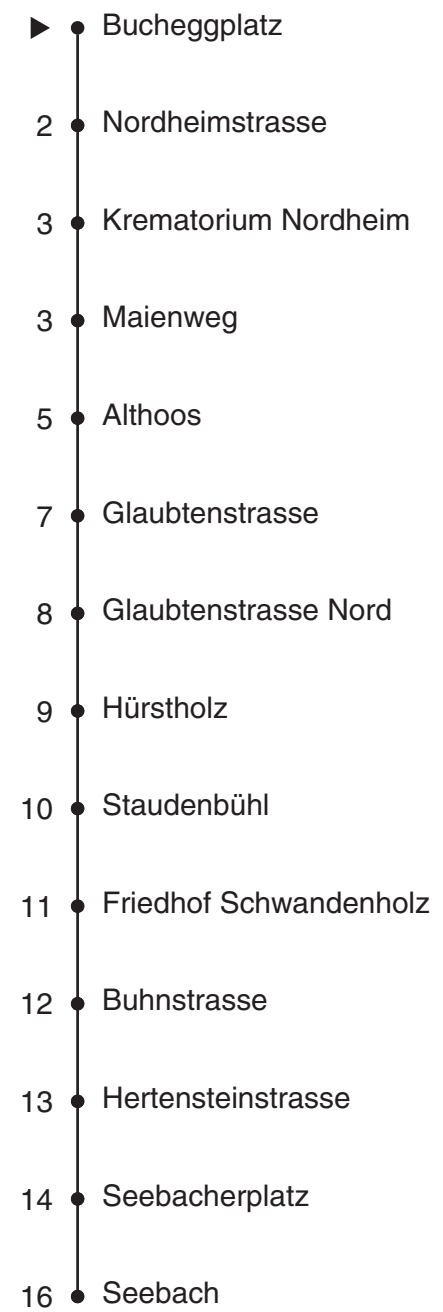 Bucheggplatz
2 Nordheimstrasse
3 Krematorium Nordheim
3 Maienweg
5 Althoos
7 Glaubtenstrasse
8 Glaubtenstrasse Nord
9 Hürstholz
10 Staudenbühl
11 Friedhof Schwandenholz
12 Buhnstrasse
13 Hertensteinstrasse
14 Seebacherplatz
16 Seebach